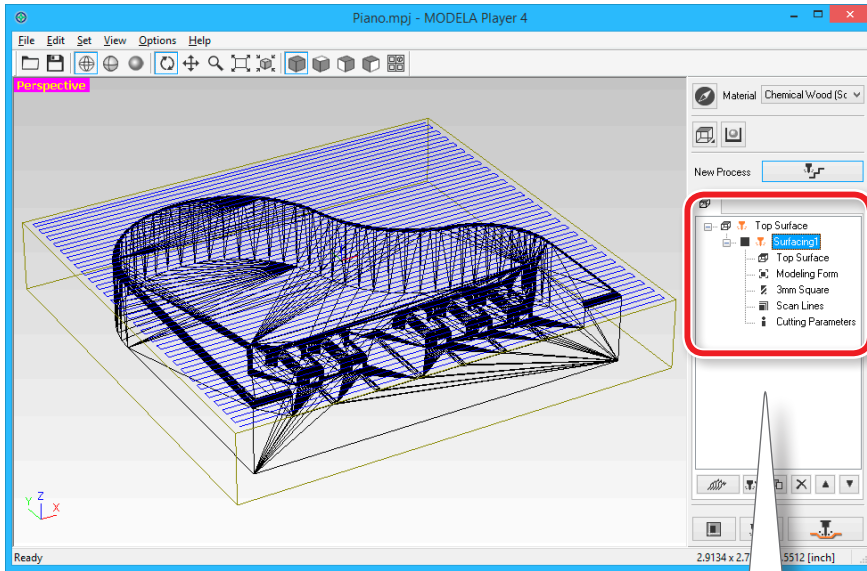 Piano.mpj - MODELA Player 4
File Edit Set View Options Help
Perspective
Material Chemical Wood (Sc
New Process
Top Surface
Surfacing1
Top Surface
Modeling Form
3mm Square
Scan Lines
Cutting Parameters
Z
Y
X
Ready
2.9134 x 2.7 5512 [inch]